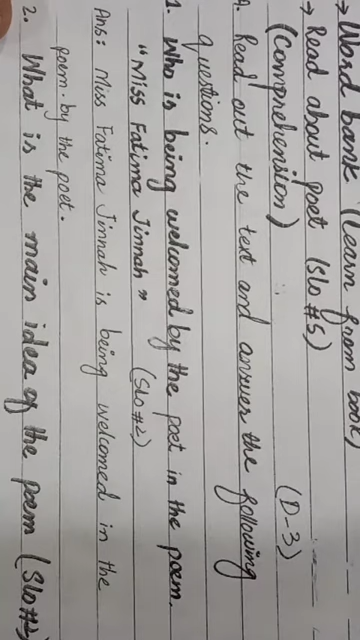 → Word bank (Learn from book)
→ Read about poet (Slo #5)
(Comprehension) (D-3)
A. Read out the text and answer the following
questions.
1. Who is being welcomed by the poet in the poem.
"Miss Fatima Jinnah" (Slo #2)
Ans: Miss Fatima Jinnah is being welcomed in the
poem by the poet.
2. What is the main idea of the poem (Slo #2)